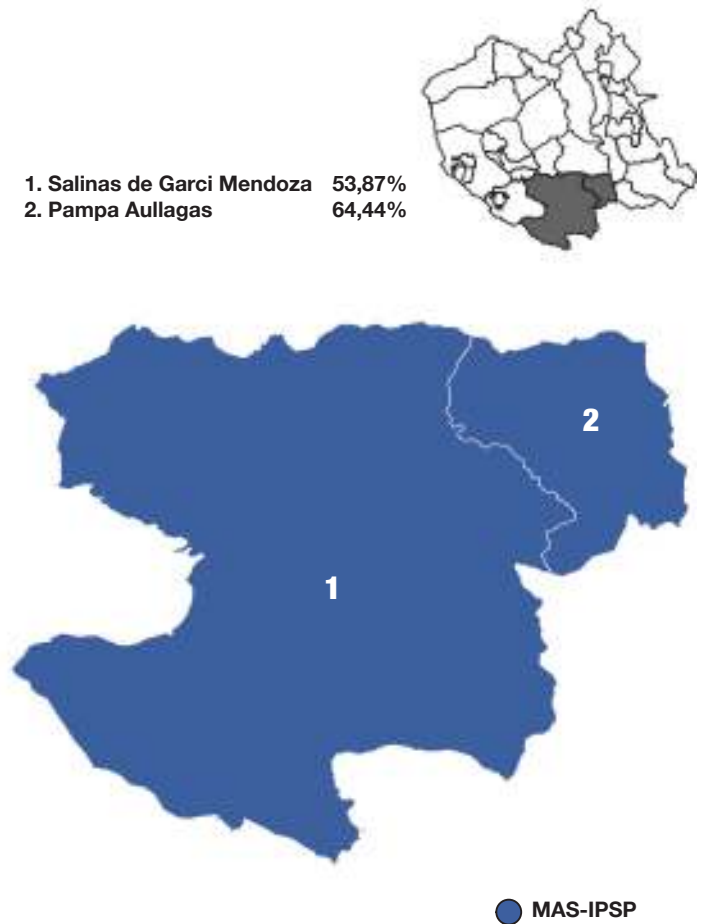 1. Salinas de Garci Mendoza 53,87%
2. Pampa Aullagas 64,44%
2
1
MAS-IPSP